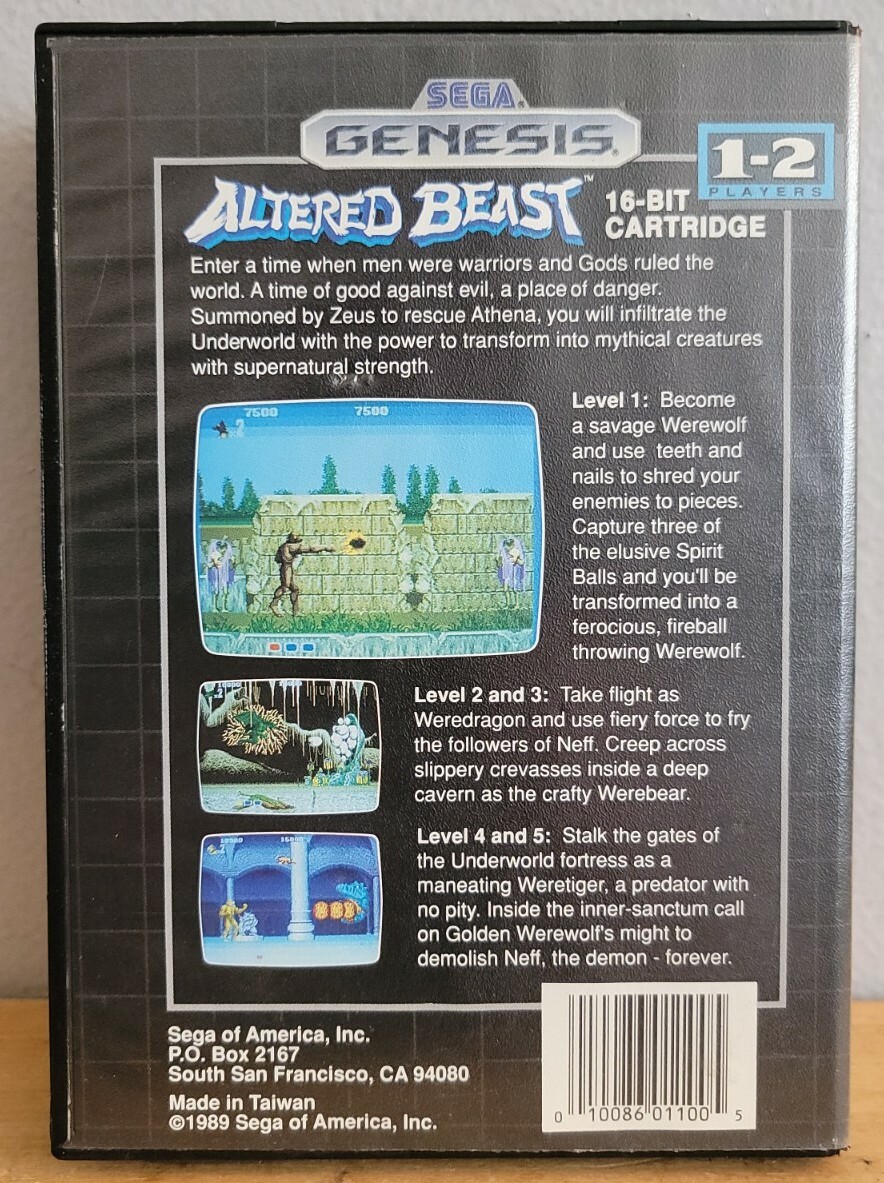 SEGA®
GENESIS®
1-2
PLAYERS
ALTERED BEAST™
16-BIT
CARTRIDGE
Enter a time when men were warriors and Gods ruled the
world. A time of good against evil, a place of danger.
Summoned by Zeus to rescue Athena, you will infiltrate the
Underworld with the power to transform into mythical creatures
with supernatural strength.
7500 7500
2
Level 1: Become
a savage Werewolf
and use teeth and
nails to shred your
enemies to pieces.
Capture three of
the elusive Spirit
Balls and you'll be
transformed into a
ferocious, fireball
throwing Werewolf.
Level 2 and 3: Take flight as
Weredragon and use fiery force to fry
the followers of Neff. Creep across
slippery crevasses inside a deep
cavern as the crafty Werebear.
Level 4 and 5: Stalk the gates of
the Underworld fortress as a
maneating Weretiger, a predator with
no pity. Inside the inner-sanctum call
on Golden Werewolf's might to
demolish Neff, the demon - forever.
Sega of America, Inc.
P.O. Box 2167
South San Francisco, CA 94080
Made in Taiwan
©1989 Sega of America, Inc.
0 10086 01100 5